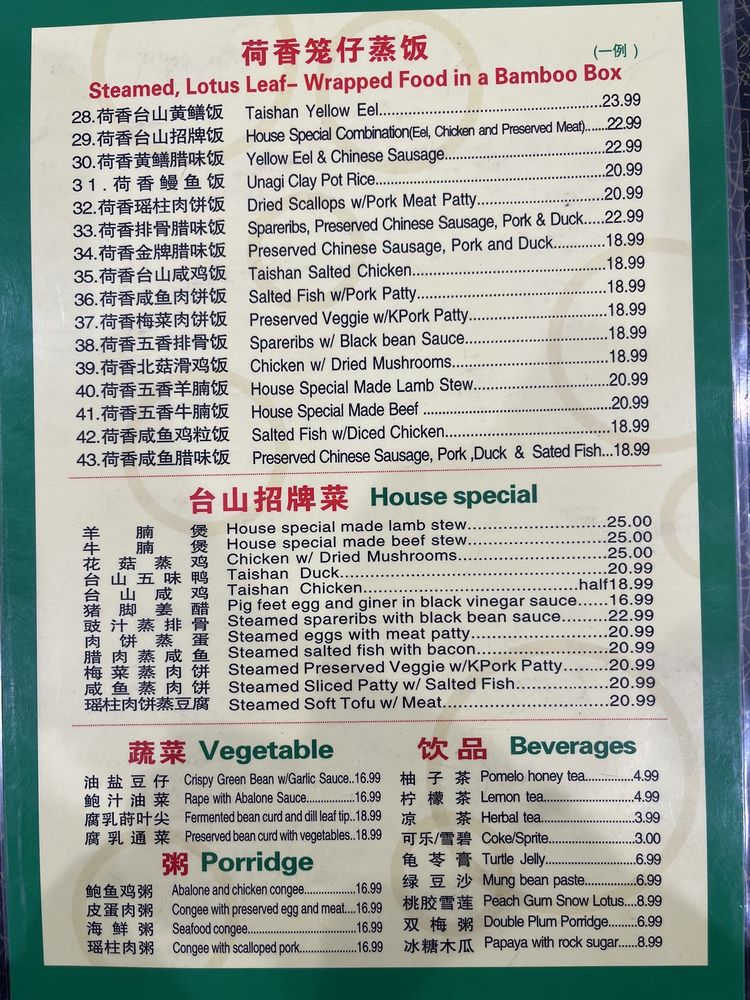 荷香笼仔蒸饭 (一例)
Steamed, Lotus Leaf- Wrapped Food in a Bamboo Box
28.荷香台山黄鳝饭 Taishan Yellow Eel...23.99
29.荷香台山招牌饭 House Special Combination(Eel, Chicken and Preserved Meat)...22.99
30.荷香黄鳝腊味饭 Yellow Eel & Chinese Sausage...22.99
31.荷香鳗鱼饭 Unagi Clay Pot Rice...20.99
32.荷香瑶柱肉饼饭 Dried Scallops w/Pork Meat Patty...20.99
33.荷香排骨腊味饭 Spareribs, Preserved Chinese Sausage, Pork & Duck...22.99
34.荷香金牌腊味饭 Preserved Chinese Sausage, Pork and Duck...18.99
35.荷香台山咸鸡饭 Taishan Salted Chicken...18.99
36.荷香咸鱼肉饼饭 Salted Fish w/Pork Patty...18.99
37.荷香梅菜肉饼饭 Preserved Veggie w/KPork Patty...18.99
38.荷香五香排骨饭 Spareribs w/ Black bean Sauce...18.99
39.荷香北菇滑鸡饭 Chicken w/ Dried Mushrooms...18.99
40.荷香五香羊腩饭 House Special Made Lamb Stew...20.99
41.荷香五香牛腩饭 House Special Made Beef ...20.99
42.荷香咸鱼鸡粒饭 Salted Fish w/Diced Chicken...18.99
43.荷香咸鱼腊味饭 Preserved Chinese Sausage, Pork ,Duck & Sated Fish...18.99
台山招牌菜 House special
羊腩煲 House special made lamb stew...25.00
牛腩煲 House special made beef stew...25.00
花菇蒸鸡 Chicken w/ Dried Mushrooms...25.00
台山五味鸭 Taishan Duck...20.99
台山咸鸡 Taishan Chicken...half18.99
猪脚姜醋 Pig feet egg and giner in black vinegar sauce...16.99
豉汁蒸排骨 Steamed spareribs with black bean sauce...22.99
肉饼蒸蛋 Steamed eggs with meat patty...20.99
腊肉蒸咸鱼 Steamed salted fish with bacon...20.99
梅菜蒸肉饼 Steamed Preserved Veggie w/KPork Patty...20.99
咸鱼蒸肉饼 Steamed Sliced Patty w/ Salted Fish...20.99
瑶柱肉饼蒸豆腐 Steamed Soft Tofu w/ Meat...20.99
蔬菜 Vegetable
油盐豆仔 Crispy Green Bean w/Garlic Sauce..16.99
鲍汁油菜 Rape with Abalone Sauce...16.99
腐乳莳叶尖 Fermented bean curd and dill leaf tip..18.99
腐乳通菜 Preserved bean curd with vegetables..18.99
粥 Porridge
鲍鱼鸡粥 Abalone and chicken congee...16.99
皮蛋肉粥 Congee with preserved egg and meat...16.99
海鲜粥 Seafood congee...16.99
瑶柱肉粥 Congee with scalloped pork...16.99
饮品 Beverages
柚子茶 Pomelo honey tea...4.99
柠檬茶 Lemon tea...4.99
凉茶 Herbal tea...3.99
可乐/雪碧 Coke/Sprite...3.00
龟苓膏 Turtle Jelly...6.99
绿豆沙 Mung bean paste...6.99
桃胶雪莲 Peach Gum Snow Lotus...8.99
双梅粥 Double Plum Porridge...6.99
冰糖木瓜 Papaya with rock sugar...8.99